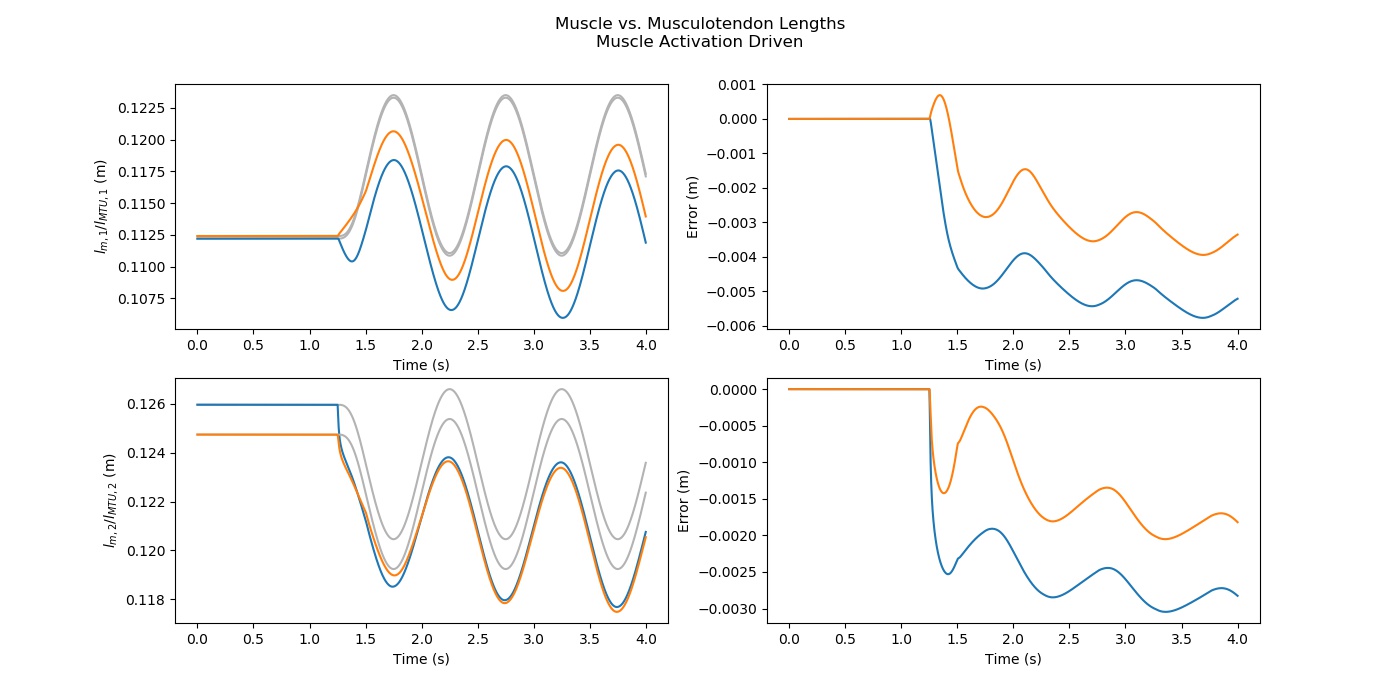 Muscle vs. Musculotendon Lengths
Muscle Activation Driven
l_{m,1}/l_{MTU,1} (m)
0.1225
0.1200
0.1175
0.1150
0.1125
0.1100
0.1075
0.0 0.5 1.0 1.5 2.0 2.5 3.0 3.5 4.0
Time (s)
Error (m)
0.001
0.000
−0.001
−0.002
−0.003
−0.004
−0.005
−0.006
0.0 0.5 1.0 1.5 2.0 2.5 3.0 3.5 4.0
Time (s)
l_{m,2}/l_{MTU,2} (m)
0.126
0.124
0.122
0.120
0.118
0.0 0.5 1.0 1.5 2.0 2.5 3.0 3.5 4.0
Time (s)
Error (m)
0.0000
−0.0005
−0.0010
−0.0015
−0.0020
−0.0025
−0.0030
0.0 0.5 1.0 1.5 2.0 2.5 3.0 3.5 4.0
Time (s)